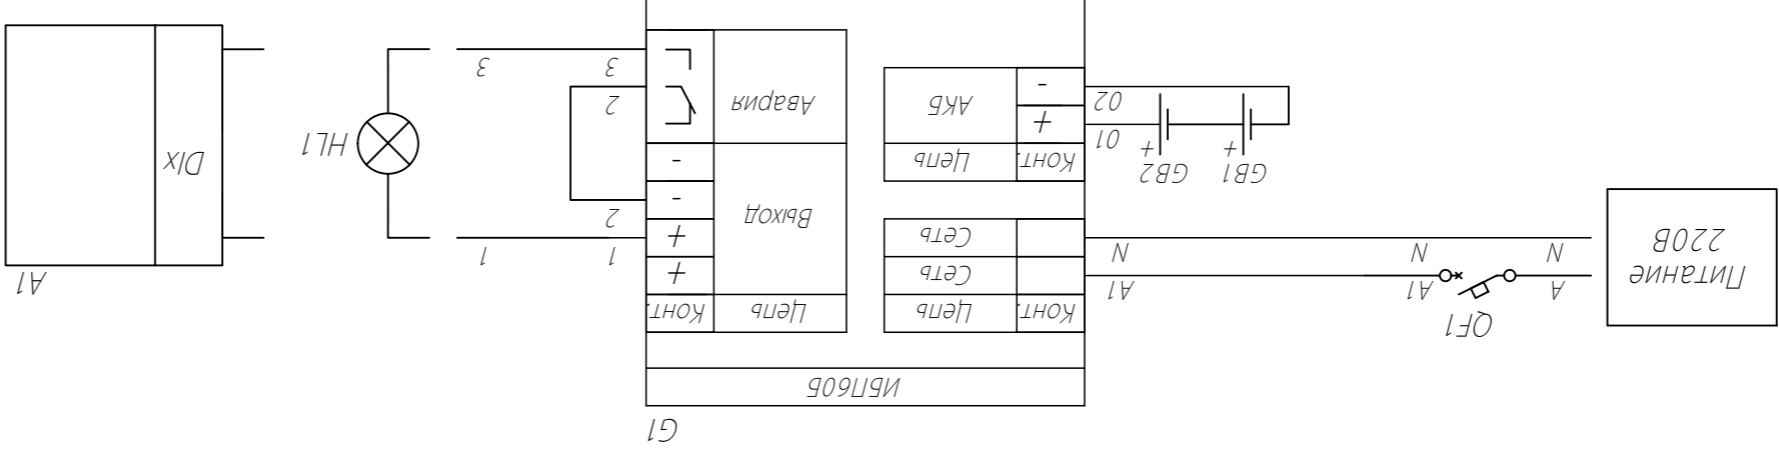 G1
ИБП60Б
QF1
Питание
220В
A
A1
A1
N
N
N
Конт.
Цепь
Сеть
Сеть
GB1
GB2
+
+
01
02
Конт.
Цепь
+
-
АКБ
Цепь
Конт.
Выход
+
+
-
-
Авария
1
1
2
2
3
3
HL1
A1
DIx